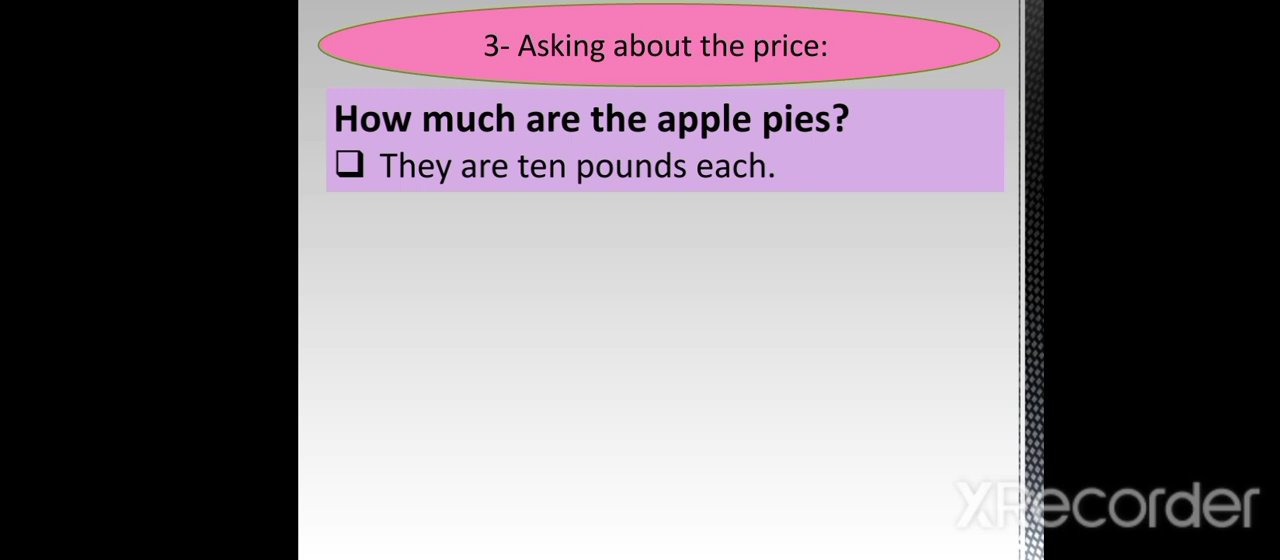 3- Asking about the price:
How much are the apple pies?
❑ They are ten pounds each.
XRecorder